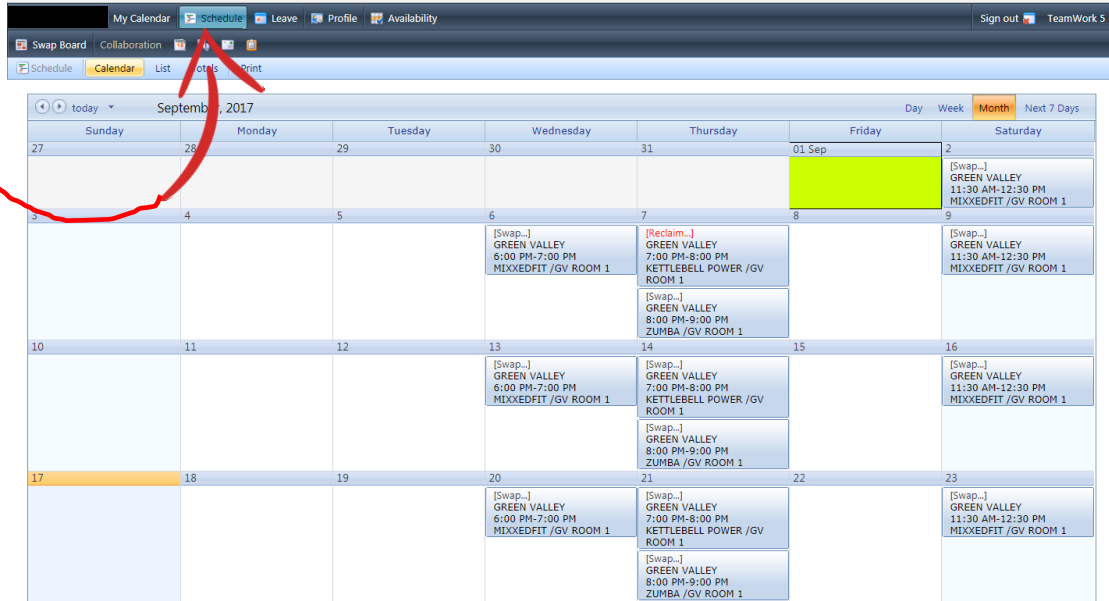 My Calendar Schedule Leave Profile Availability Sign out TeamWork 5
Swap Board Collaboration
Schedule Calendar List Totals Print
today September, 2017 Day Week Month Next 7 Days
Sunday Monday Tuesday Wednesday Thursday Friday Saturday
27 28 29 30 31 01 Sep 2
[Swap...]
GREEN VALLEY
11:30 AM-12:30 PM
MIXXEDFIT /GV ROOM 1
3 4 5 6 7 8 9
[Swap...]
GREEN VALLEY
6:00 PM-7:00 PM
MIXXEDFIT /GV ROOM 1
[Reclaim...]
GREEN VALLEY
7:00 PM-8:00 PM
KETTLEBELL POWER /GV
ROOM 1
[Swap...]
GREEN VALLEY
8:00 PM-9:00 PM
ZUMBA /GV ROOM 1
[Swap...]
GREEN VALLEY
11:30 AM-12:30 PM
MIXXEDFIT /GV ROOM 1
10 11 12 13 14 15 16
[Swap...]
GREEN VALLEY
6:00 PM-7:00 PM
MIXXEDFIT /GV ROOM 1
[Swap...]
GREEN VALLEY
7:00 PM-8:00 PM
KETTLEBELL POWER /GV
ROOM 1
[Swap...]
GREEN VALLEY
8:00 PM-9:00 PM
ZUMBA /GV ROOM 1
[Swap...]
GREEN VALLEY
11:30 AM-12:30 PM
MIXXEDFIT /GV ROOM 1
17 18 19 20 21 22 23
[Swap...]
GREEN VALLEY
6:00 PM-7:00 PM
MIXXEDFIT /GV ROOM 1
[Swap...]
GREEN VALLEY
7:00 PM-8:00 PM
KETTLEBELL POWER /GV
ROOM 1
[Swap...]
GREEN VALLEY
8:00 PM-9:00 PM
ZUMBA /GV ROOM 1
[Swap...]
GREEN VALLEY
11:30 AM-12:30 PM
MIXXEDFIT /GV ROOM 1